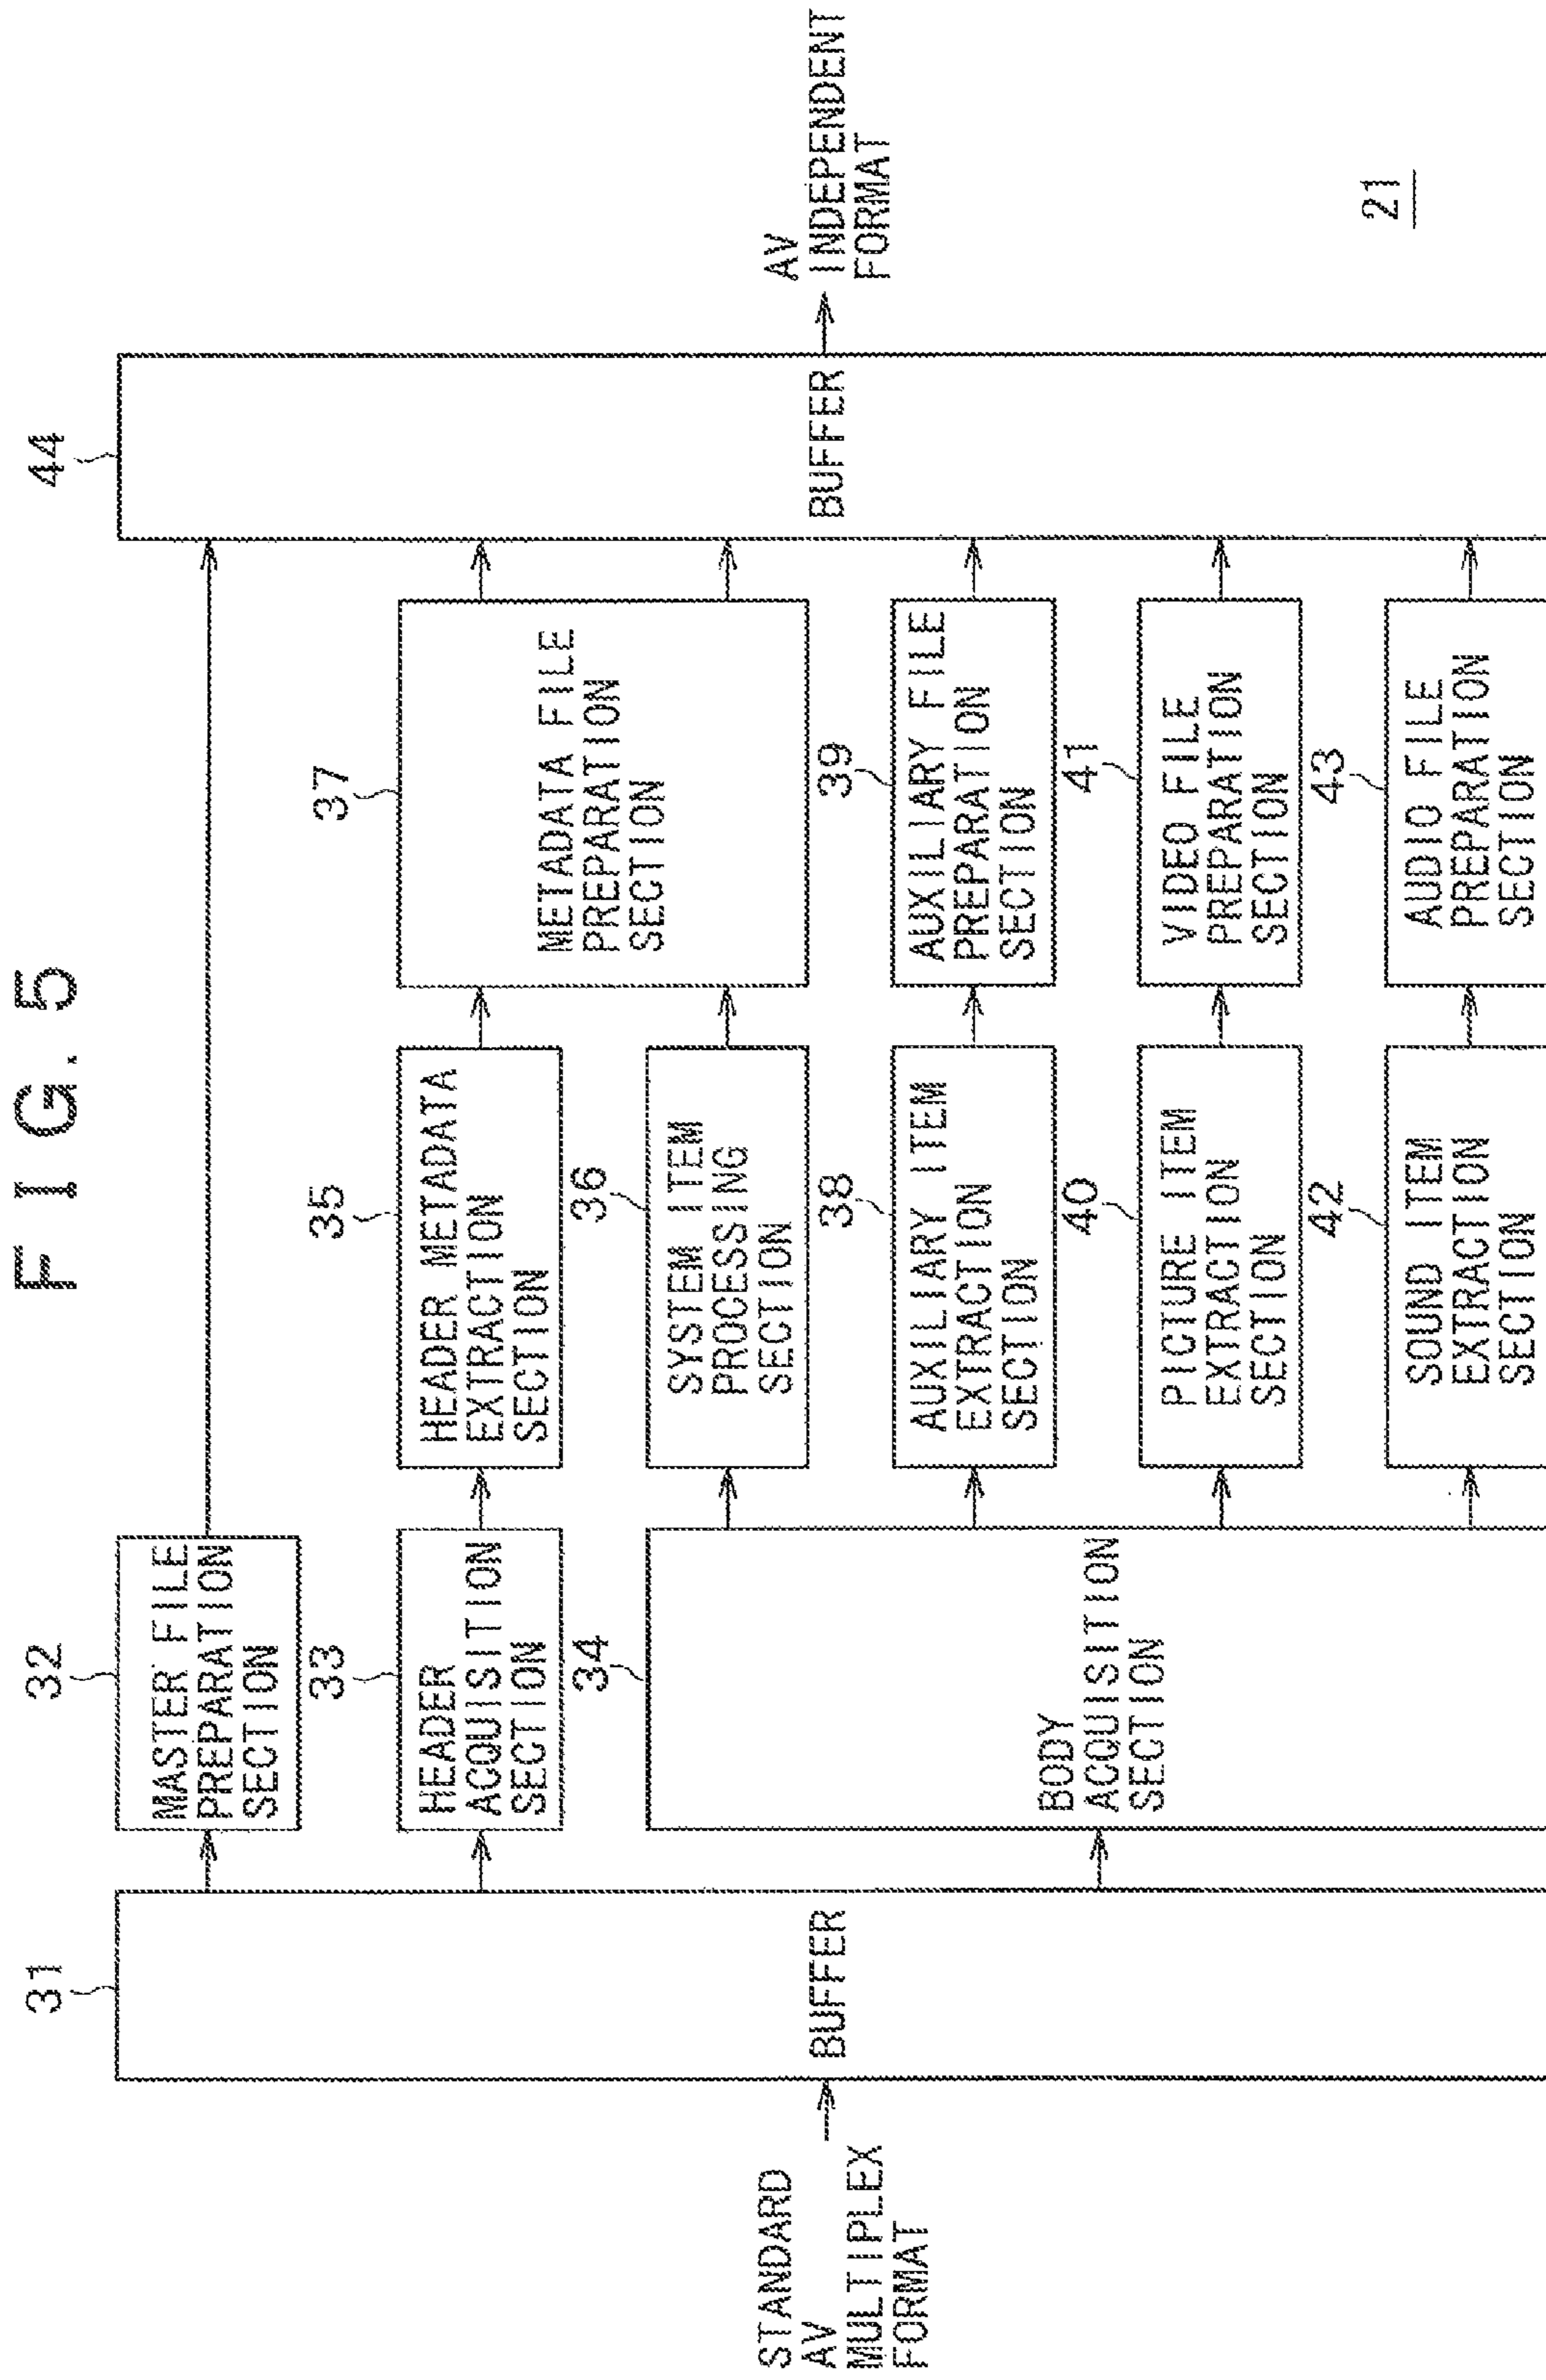 FIG. 5
STANDARD
AV
MULTIPLEX
FORMAT
31
BUFFER
32
MASTER FILE
PREPARATION
SECTION
33
HEADER
ACQUISITION
SECTION
34
BODY
ACQUISITION
SECTION
35
HEADER METADATA
EXTRACTION
SECTION
36
SYSTEM ITEM
PROCESSING
SECTION
37
METADATA FILE
PREPARATION
SECTION
38
AUXILIARY ITEM
EXTRACTION
SECTION
39
AUXILIARY FILE
PREPARATION
SECTION
40
PICTURE ITEM
EXTRACTION
SECTION
41
VIDEO FILE
PREPARATION
SECTION
42
SOUND ITEM
EXTRACTION
SECTION
43
AUDIO FILE
PREPARATION
SECTION
44
BUFFER
AV
INDEPENDENT
FORMAT
21